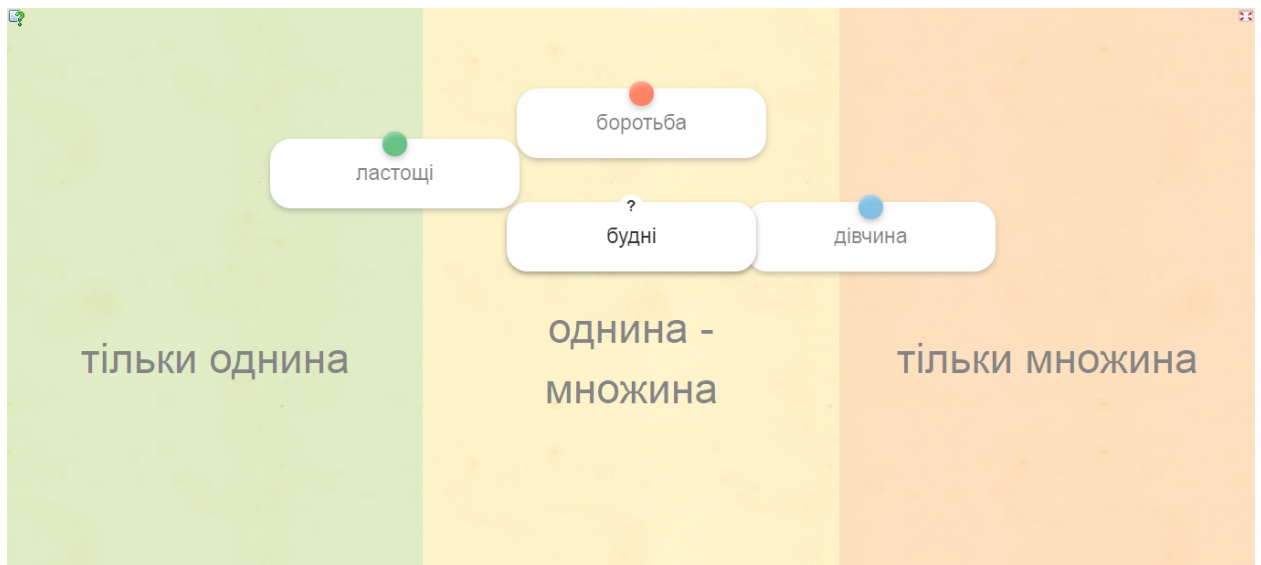 боротьба
ластощі
?
будні
дівчина
тільки однина
однина -
множина
тільки множина